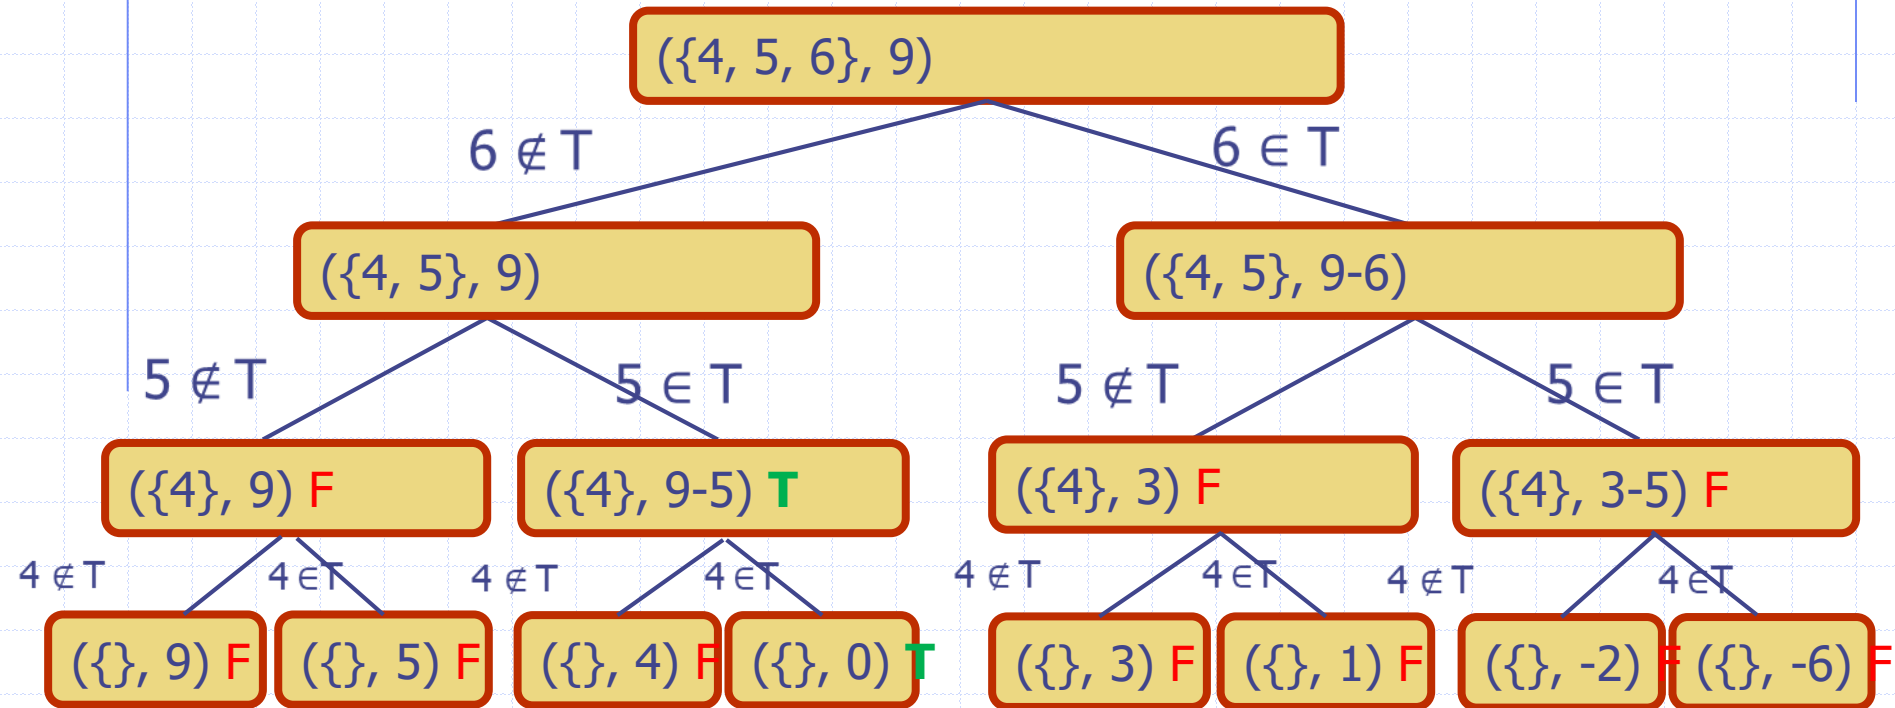 ({4, 5, 6}, 9)
6 ∉ T
6 ∈ T
({4, 5}, 9)
({4, 5}, 9-6)
5 ∉ T
5 ∈ T
5 ∉ T
5 ∈ T
({4}, 9) F
({4}, 9-5) T
({4}, 3) F
({4}, 3-5) F
4 ∉ T
4 ∈T
4 ∉ T
4 ∈T
4 ∉ T
4 ∈T
4 ∉ T
4 ∈T
({}, 9) F
({}, 5) F
({}, 4) F
({}, 0) T
({}, 3) F
({}, 1) F
({}, -2) F
({}, -6) F